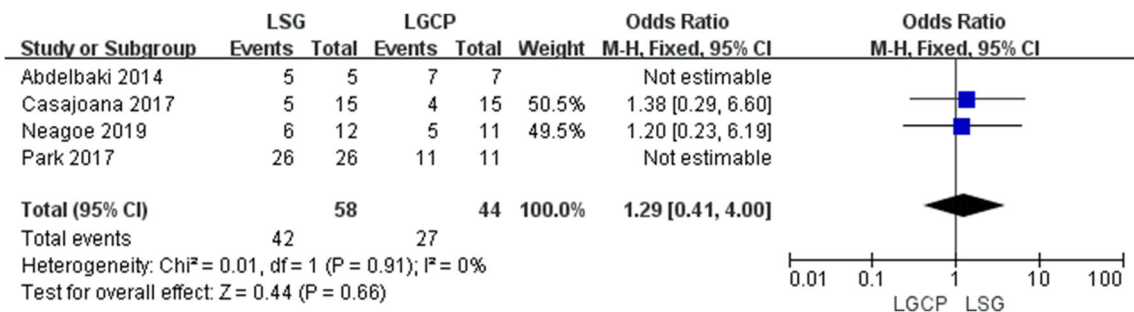 LSG LGCP Odds Ratio Odds Ratio
Study or Subgroup Events Total Events Total Weight M-H, Fixed, 95% CI M-H, Fixed, 95% CI
Abdelbaki 2014 5 5 7 7 Not estimable
Casajoana 2017 5 15 4 15 50.5% 1.38 [0.29, 6.60]
Neagoe 2019 6 12 5 11 49.5% 1.20 [0.23, 6.19]
Park 2017 26 26 11 11 Not estimable
Total (95% CI) 58 44 100.0% 1.29 [0.41, 4.00]
Total events 42 27
Heterogeneity: Chi² = 0.01, df = 1 (P = 0.91); I² = 0%
Test for overall effect: Z = 0.44 (P = 0.66)
0.01 0.1 1 10 100
LGCP LSG